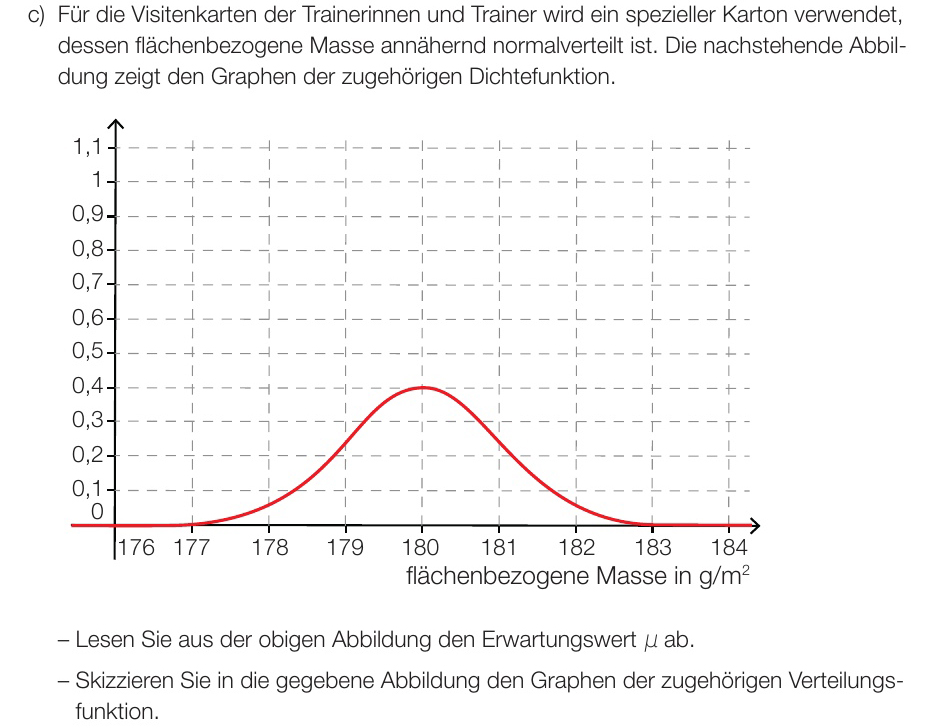 c) Für die Visitenkarten der Trainerinnen und Trainer wird ein spezieller Karton verwendet,
dessen flächenbezogene Masse annähernd normalverteilt ist. Die nachstehende Abbil-
dung zeigt den Graphen der zugehörigen Dichtefunktion.
1,1
1
0,9
0,8
0,7
0,6
0,5
0,4
0,3
0,2
0,1
0
176 177 178 179 180 181 182 183 184
flächenbezogene Masse in g/m²
– Lesen Sie aus der obigen Abbildung den Erwartungswert μ ab.
– Skizzieren Sie in die gegebene Abbildung den Graphen der zugehörigen Verteilungs-
funktion.